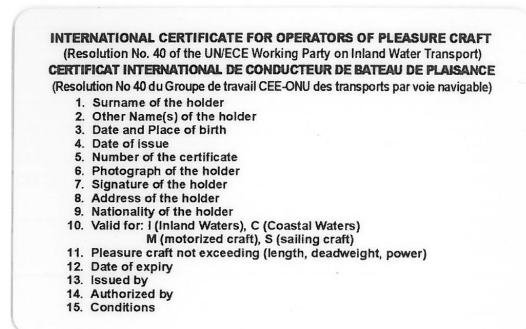 INTERNATIONAL CERTIFICATE FOR OPERATORS OF PLEASURE CRAFT
(Resolution No. 40 of the UN/ECE Working Party on Inland Water Transport)
CERTIFICAT INTERNATIONAL DE CONDUCTEUR DE BATEAU DE PLAISANCE
(Resolution No 40 du Groupe de travail CEE-ONU des transports par voie navigable)
1. Surname of the holder
2. Other Name(s) of the holder
3. Date and Place of birth
4. Date of issue
5. Number of the certificate
6. Photograph of the holder
7. Signature of the holder
8. Address of the holder
9. Nationality of the holder
10. Valid for: I (Inland Waters), C (Coastal Waters)
M (motorized craft), S (sailing craft)
11. Pleasure craft not exceeding (length, deadweight, power)
12. Date of expiry
13. Issued by
14. Authorized by
15. Conditions